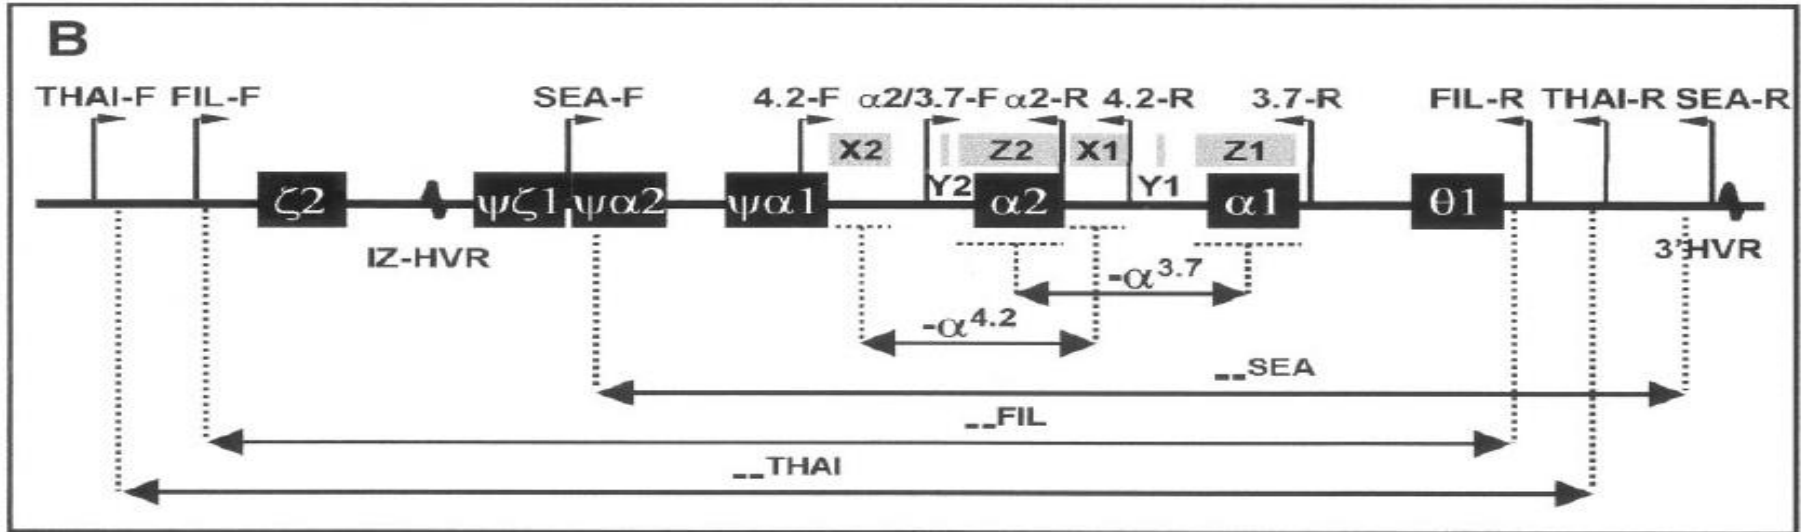 B
THAI-F FIL-F SEA-F 4.2-F α2/3.7-F α2-R 4.2-R 3.7-R FIL-R THAI-R SEA-R
X2 Z2 X1 Z1
Y2 Y1
ζ2 ψζ1 ψα2 ψα1 α2 α1 θ1
IZ-HVR 3'HVR
-α3.7
-α4.2
--SEA
--FIL
--THAI